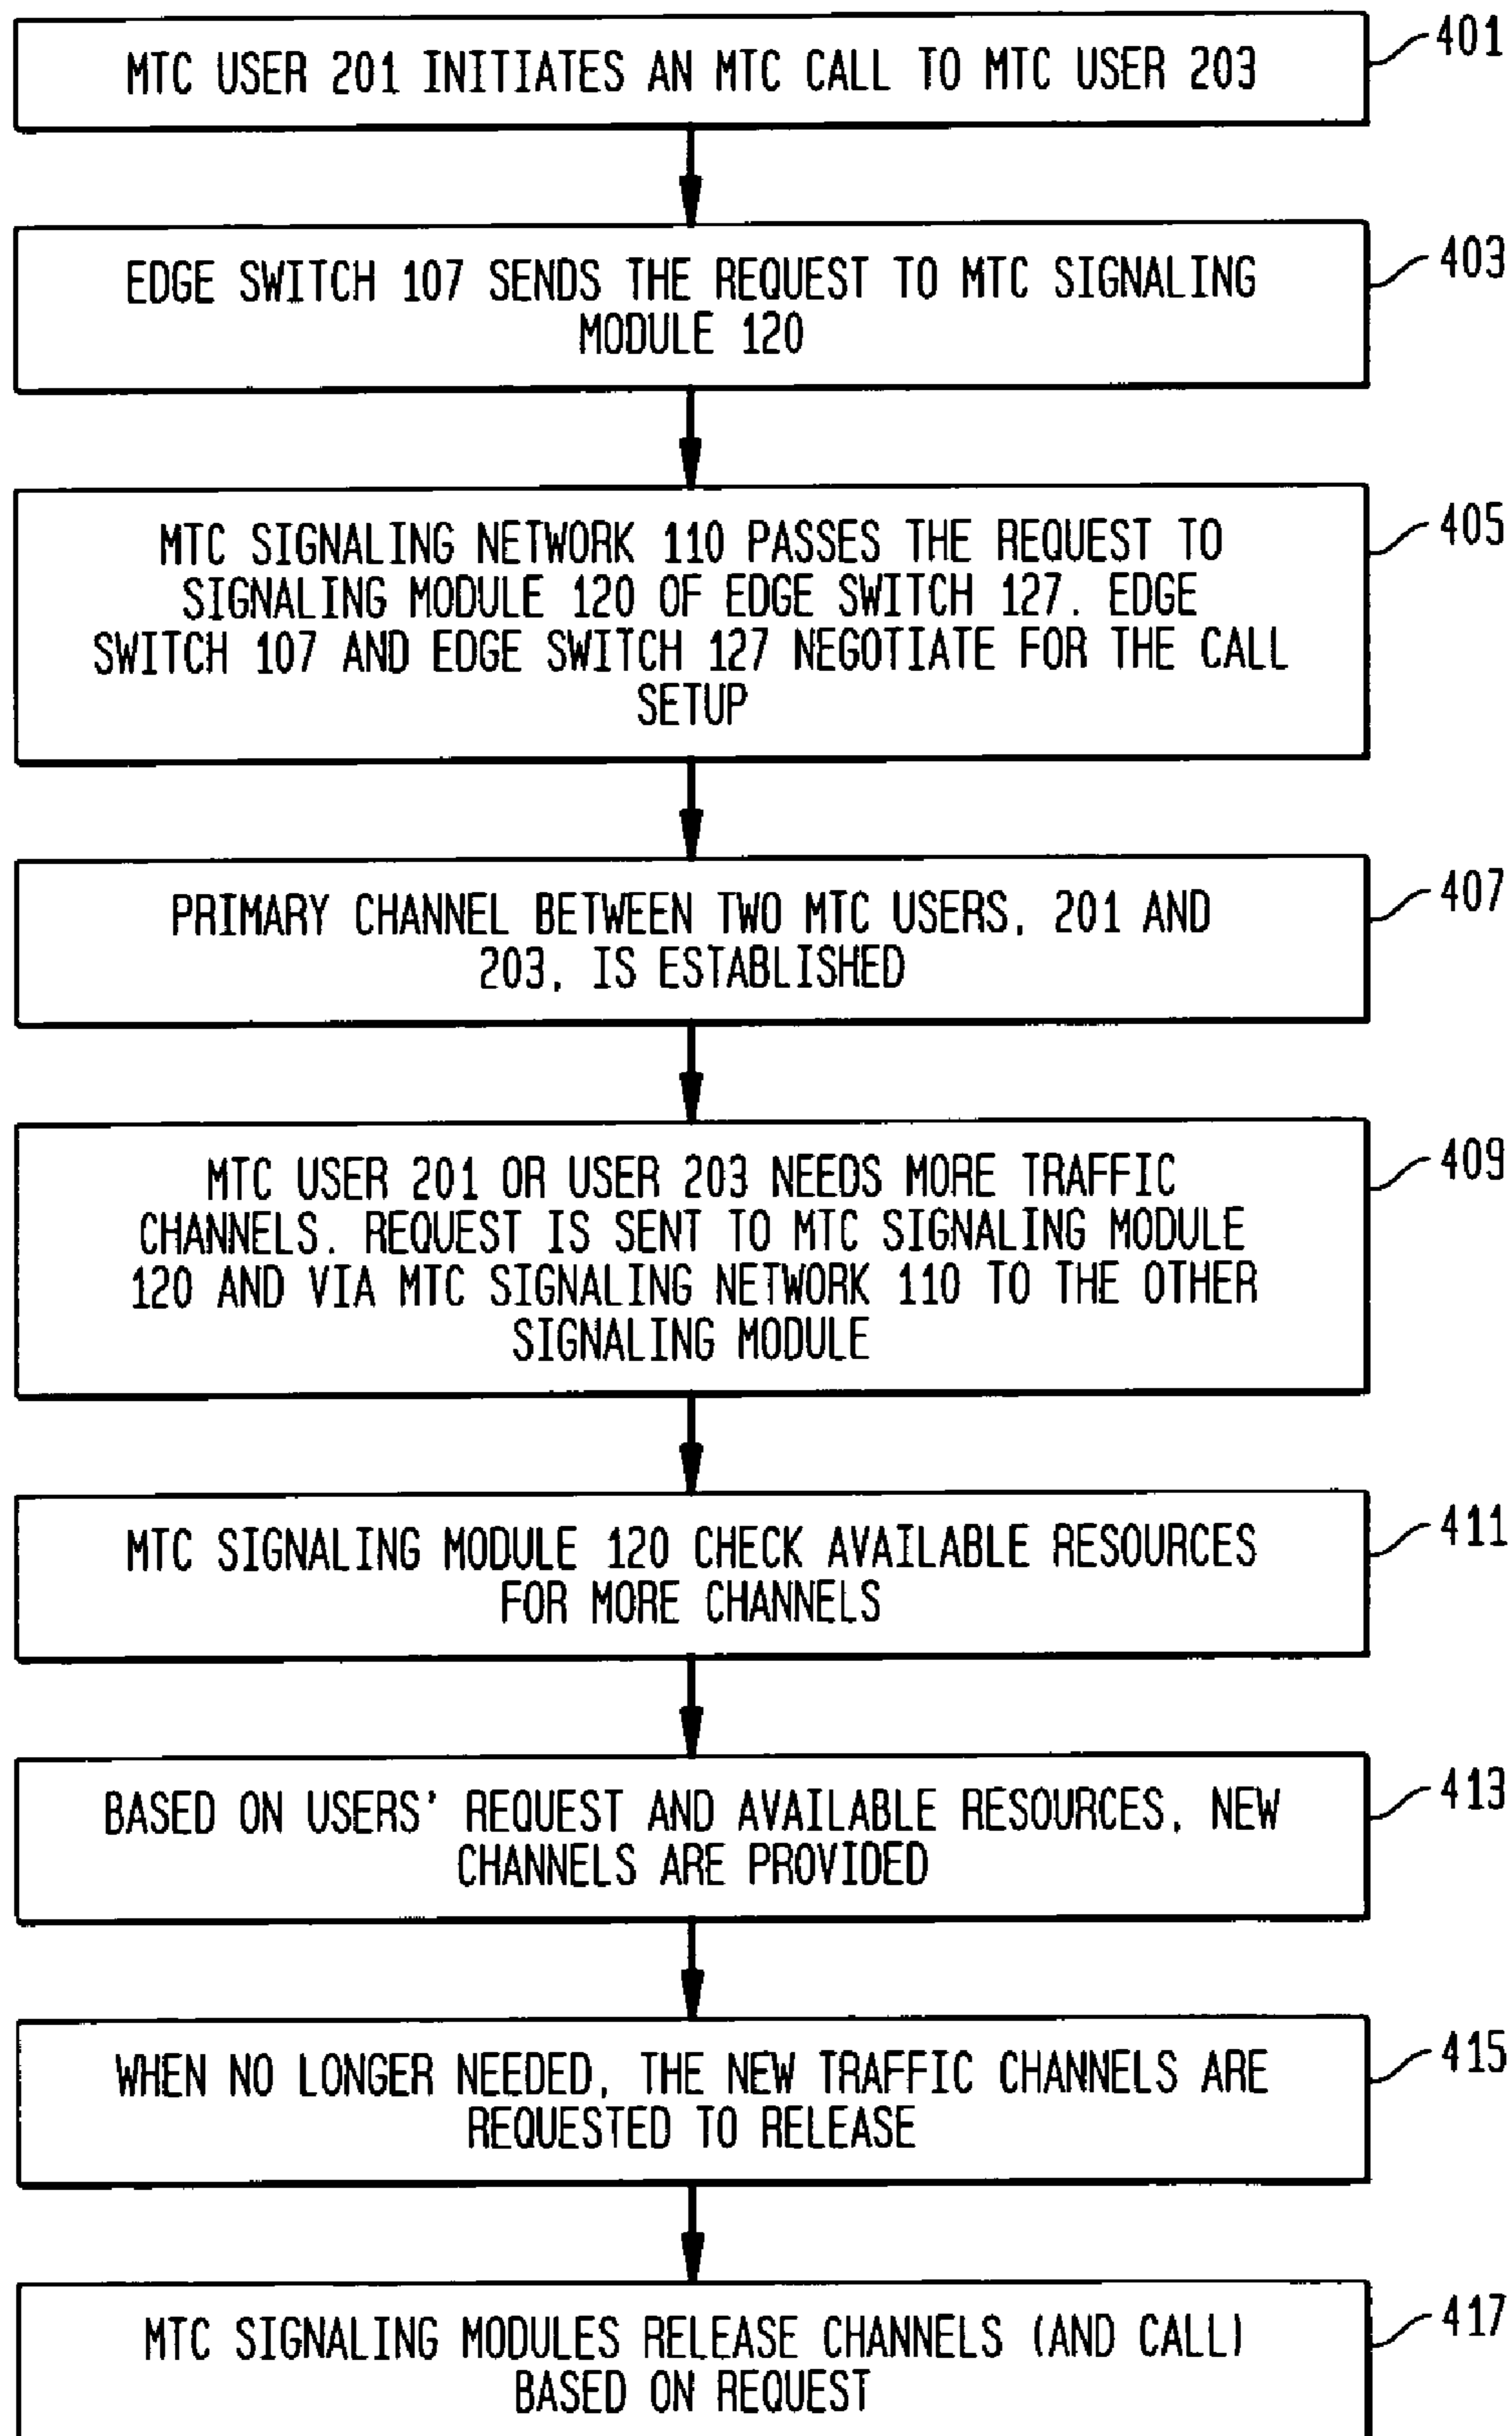 MTC USER 201 INITIATES AN MTC CALL TO MTC USER 203
401
EDGE SWITCH 107 SENDS THE REQUEST TO MTC SIGNALING
MODULE 120
403
MTC SIGNALING NETWORK 110 PASSES THE REQUEST TO
SIGNALING MODULE 120 OF EDGE SWITCH 127. EDGE
SWITCH 107 AND EDGE SWITCH 127 NEGOTIATE FOR THE CALL
SETUP
405
PRIMARY CHANNEL BETWEEN TWO MTC USERS, 201 AND
203, IS ESTABLISHED
407
MTC USER 201 OR USER 203 NEEDS MORE TRAFFIC
CHANNELS. REQUEST IS SENT TO MTC SIGNALING MODULE
120 AND VIA MTC SIGNALING NETWORK 110 TO THE OTHER
SIGNALING MODULE
409
MTC SIGNALING MODULE 120 CHECK AVAILABLE RESOURCES
FOR MORE CHANNELS
411
BASED ON USERS' REQUEST AND AVAILABLE RESOURCES, NEW
CHANNELS ARE PROVIDED
413
WHEN NO LONGER NEEDED, THE NEW TRAFFIC CHANNELS ARE
REQUESTED TO RELEASE
415
MTC SIGNALING MODULES RELEASE CHANNELS (AND CALL)
BASED ON REQUEST
417